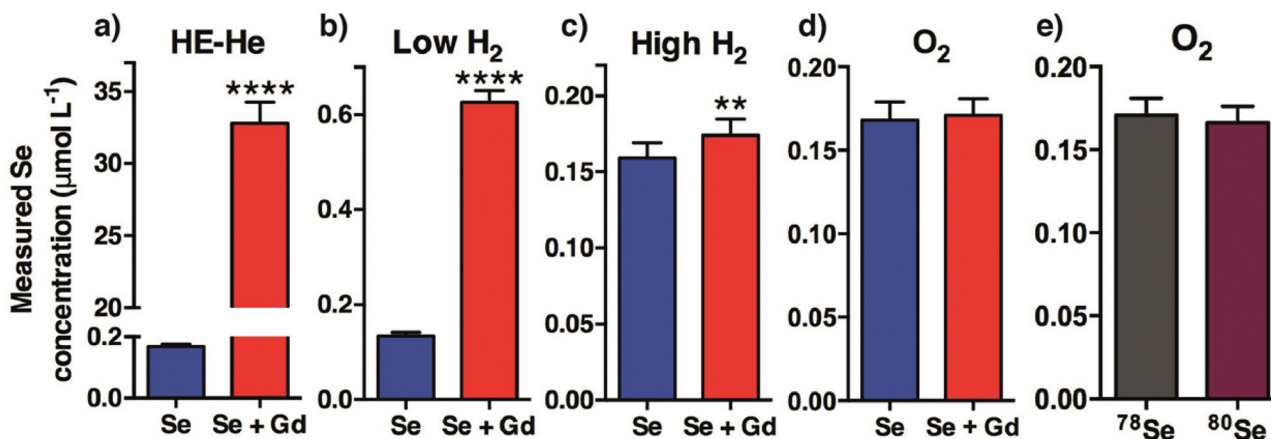 a)
HE-He
Measured Se
concentration (μmol L⁻¹)
35
33
25
20
0.2
0.0
****
Se
Se + Gd
b)
Low H₂
0.6
0.4
0.2
0.0
****
Se
Se + Gd
c)
High H₂
0.20
0.15
0.10
0.05
0.00
**
Se
Se + Gd
d)
O₂
0.20
0.15
0.10
0.05
0.00
Se
Se + Gd
e)
O₂
0.20
0.15
0.10
0.05
0.00
⁷⁸Se
⁸⁰Se